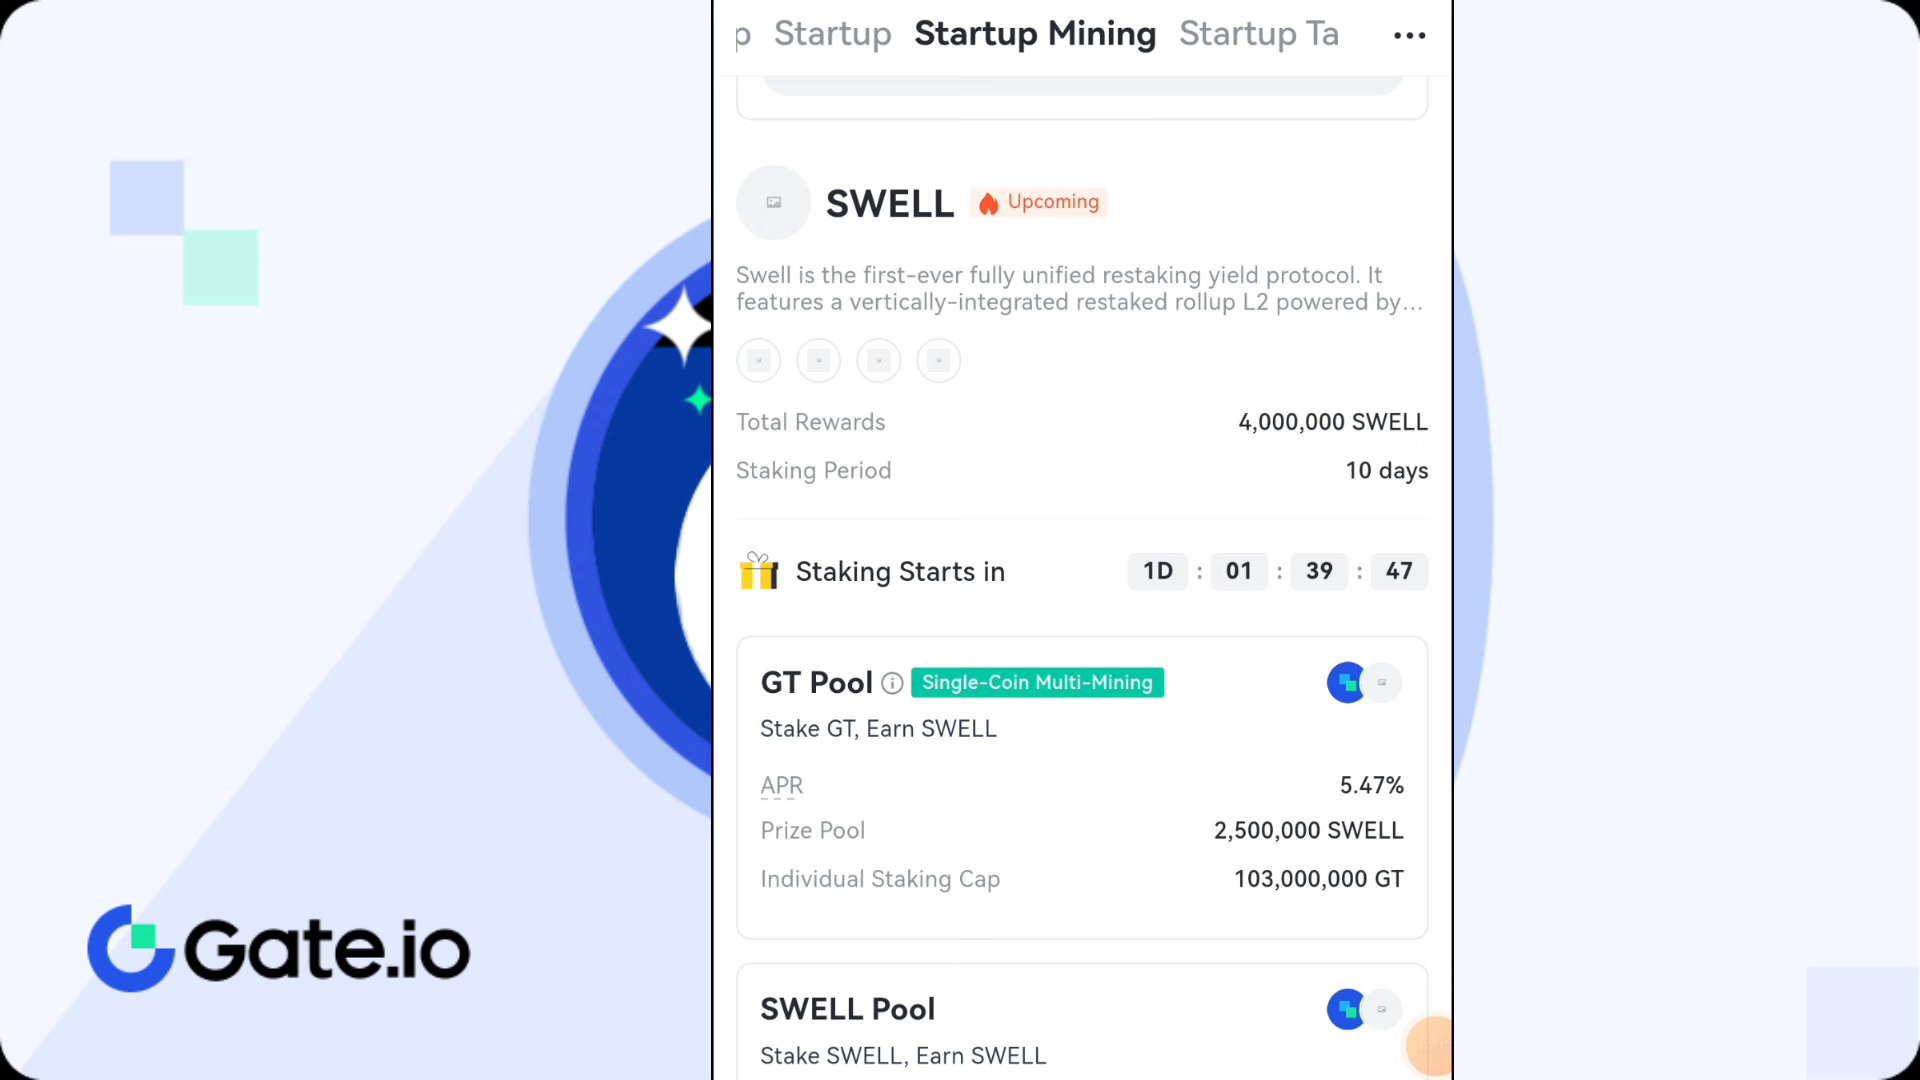 p Startup Startup Mining Startup Ta
SWELL Upcoming
Swell is the first-ever fully unified restaking yield protocol. It
features a vertically-integrated restaked rollup L2 powered by...
Total Rewards 4,000,000 SWELL
Staking Period 10 days
Staking Starts in 1D : 01 : 39 : 47
GT Pool Single-Coin Multi-Mining
Stake GT, Earn SWELL
APR 5.47%
Prize Pool 2,500,000 SWELL
Individual Staking Cap 103,000,000 GT
SWELL Pool
Stake SWELL, Earn SWELL
Gate.io